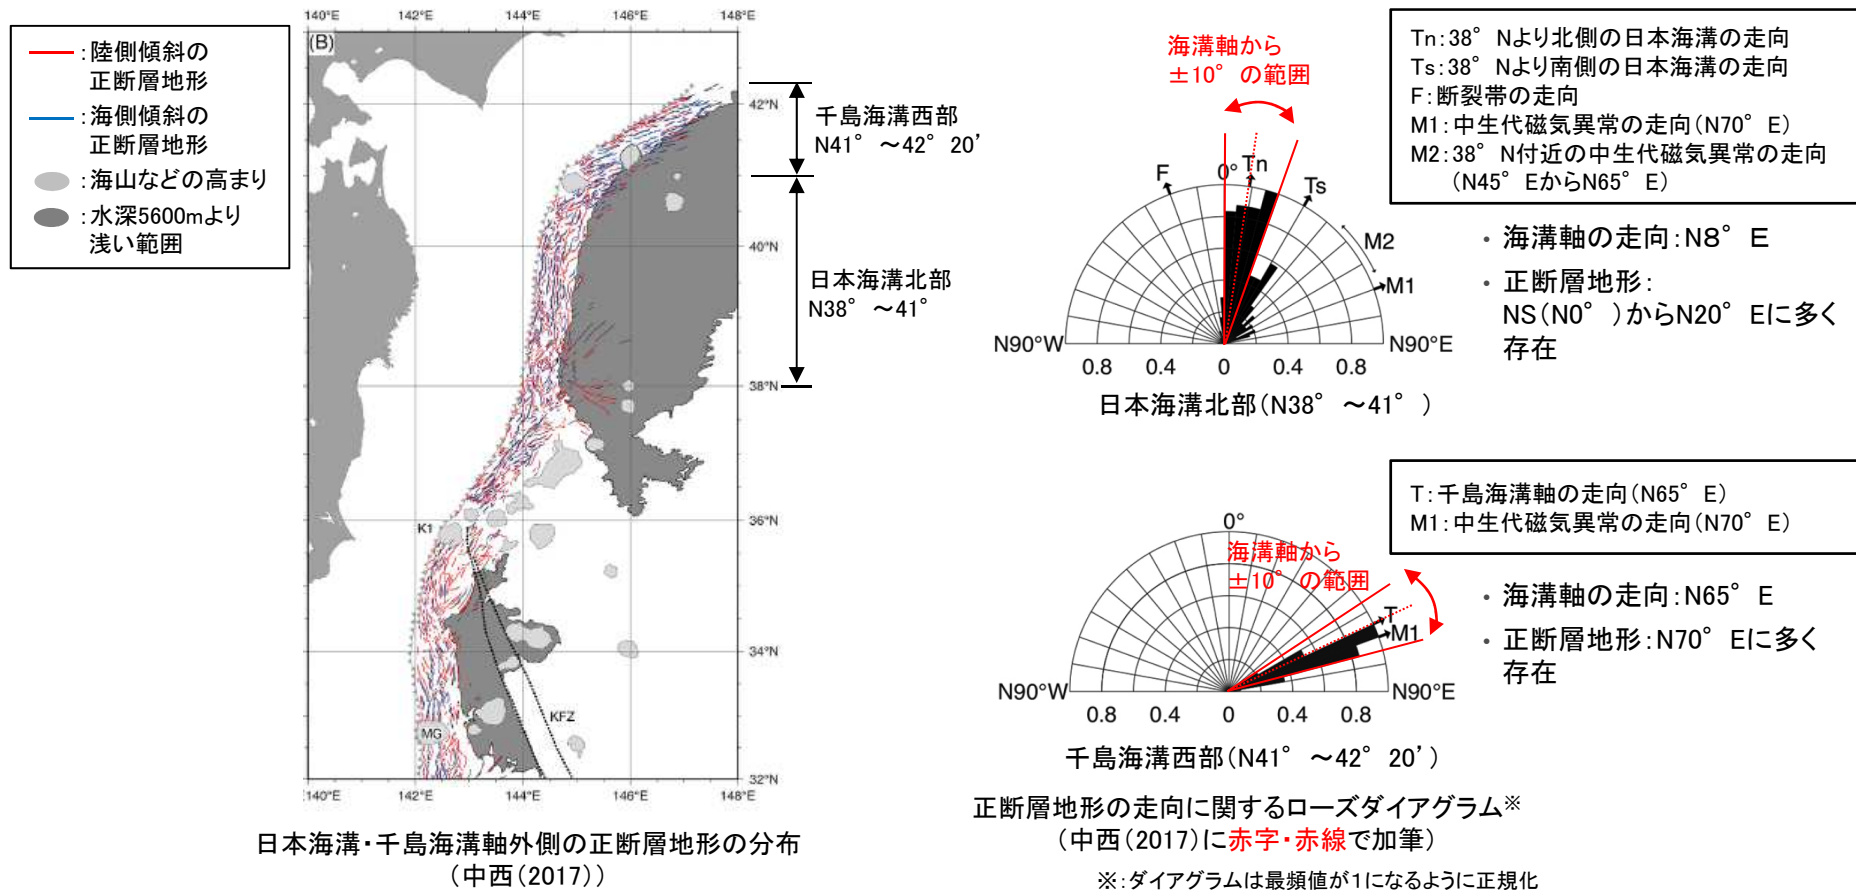 :陸側傾斜の
正断層地形
:海側傾斜の
正断層地形
:海山などの高まり
:水深5600mより
浅い範囲
140°E 142°E 144°E 146°E 148°E
(B)
42°N
40°N
38°N
36°N
34°N
32°N
K1
KFZ
MG
140°E 142°E 144°E 146°E 148°E
千島海溝西部
N41° ～42° 20'
日本海溝北部
N38° ～41°
日本海溝・千島海溝軸外側の正断層地形の分布
（中西（2017））
海溝軸から
±10° の範囲
F 0° Tn Ts
M2
M1
N90°W N90°E
0.8 0.4 0 0.4 0.8
日本海溝北部（N38° ～41° ）
Tn:38° Nより北側の日本海溝の走向
Ts:38° Nより南側の日本海溝の走向
F:断裂帯の走向
M1:中生代磁気異常の走向（N70° E）
M2:38° N付近の中生代磁気異常の走向
（N45° EからN65° E）
・ 海溝軸の走向:N8° E
・ 正断層地形:
NS（N0° ）からN20° Eに多く
存在
0°
海溝軸から
±10° の範囲
T
M1
N90°W N90°E
0.8 0.4 0 0.4 0.8
千島海溝西部（N41° ～42° 20'）
T:千島海溝軸の走向（N65° E）
M1:中生代磁気異常の走向（N70° E）
・ 海溝軸の走向:N65° E
・ 正断層地形:N70° Eに多く
存在
正断層地形の走向に関するローズダイアグラム※
（中西（2017）に赤字・赤線で加筆）
※:ダイアグラムは最頻値が1になるように正規化